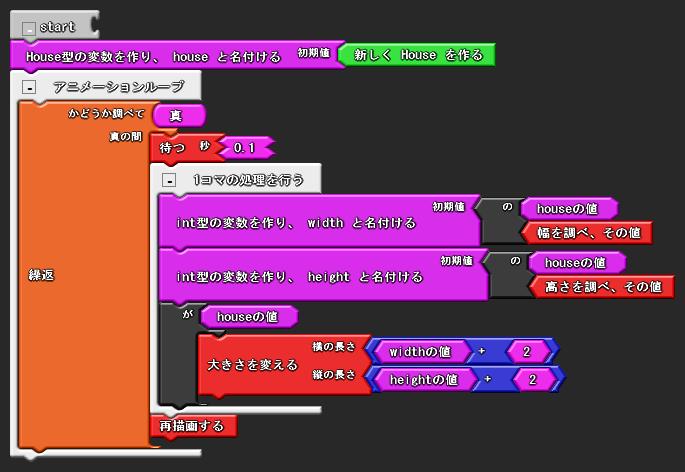 start
House型の変数を作り、 house と名付ける 初期値 新しく House を作る
アニメーションループ
かどうか調べて 真
真の間
待つ 秒 0.1
1コマの処理を行う
int型の変数を作り、 width と名付ける 初期値 の houseの値
幅を調べ、その値
int型の変数を作り、 height と名付ける 初期値 の houseの値
高さを調べ、その値
繰返
が houseの値
大きさを変える 横の長さ widthの値 + 2
縦の長さ heightの値 + 2
再描画する